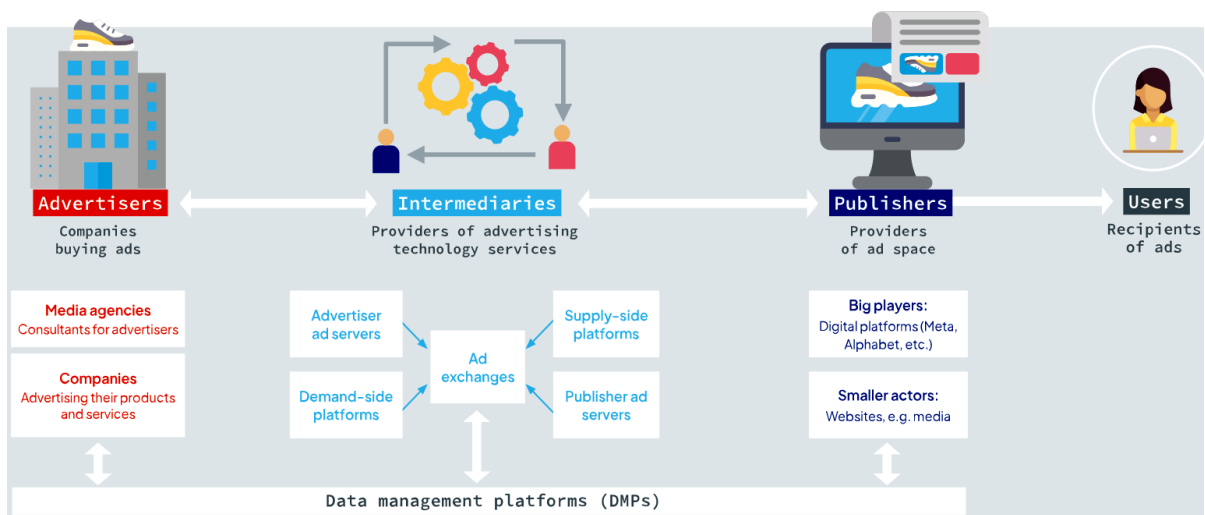 Advertisers
Companies
buying ads
Intermediaries
Providers of advertising
technology services
Publishers
Providers
of ad space
Users
Recipients
of ads
Media agencies
Consultants for advertisers
Companies
Advertising their products
and services
Advertiser
ad servers
Demand-side
platforms
Ad
exchanges
Supply-side
platforms
Publisher ad
servers
Big players:
Digital platforms (Meta,
Alphabet, etc.)
Smaller actors:
Websites, e.g. media
Data management platforms (DMPs)